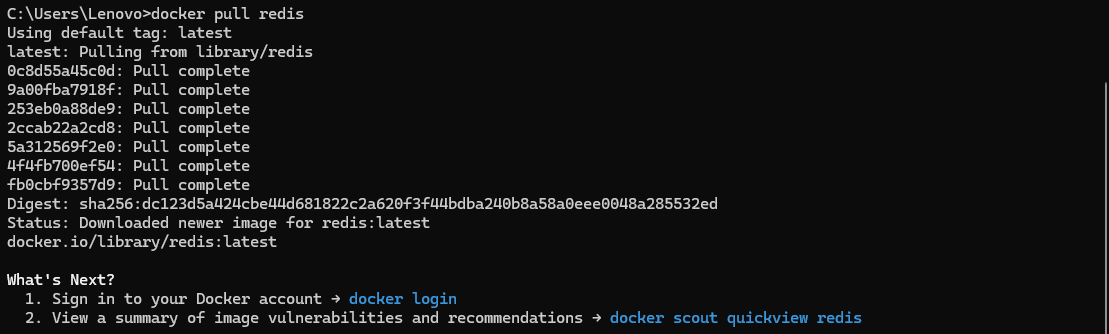 C:\Users\Lenovo>docker pull redis
Using default tag: latest
latest: Pulling from library/redis
0c8d55a45c0d: Pull complete
9a00fba7918f: Pull complete
253eb0a88de9: Pull complete
2ccab22a2cd8: Pull complete
5a312569f2e0: Pull complete
4f4fb700ef54: Pull complete
fb0cbf9357d9: Pull complete
Digest: sha256:dc123d5a424cbe44d681822c2a620f3f44bdba240b8a58a0eee0048a285532ed
Status: Downloaded newer image for redis:latest
docker.io/library/redis:latest
What's Next?
1. Sign in to your Docker account → docker login
2. View a summary of image vulnerabilities and recommendations → docker scout quickview redis